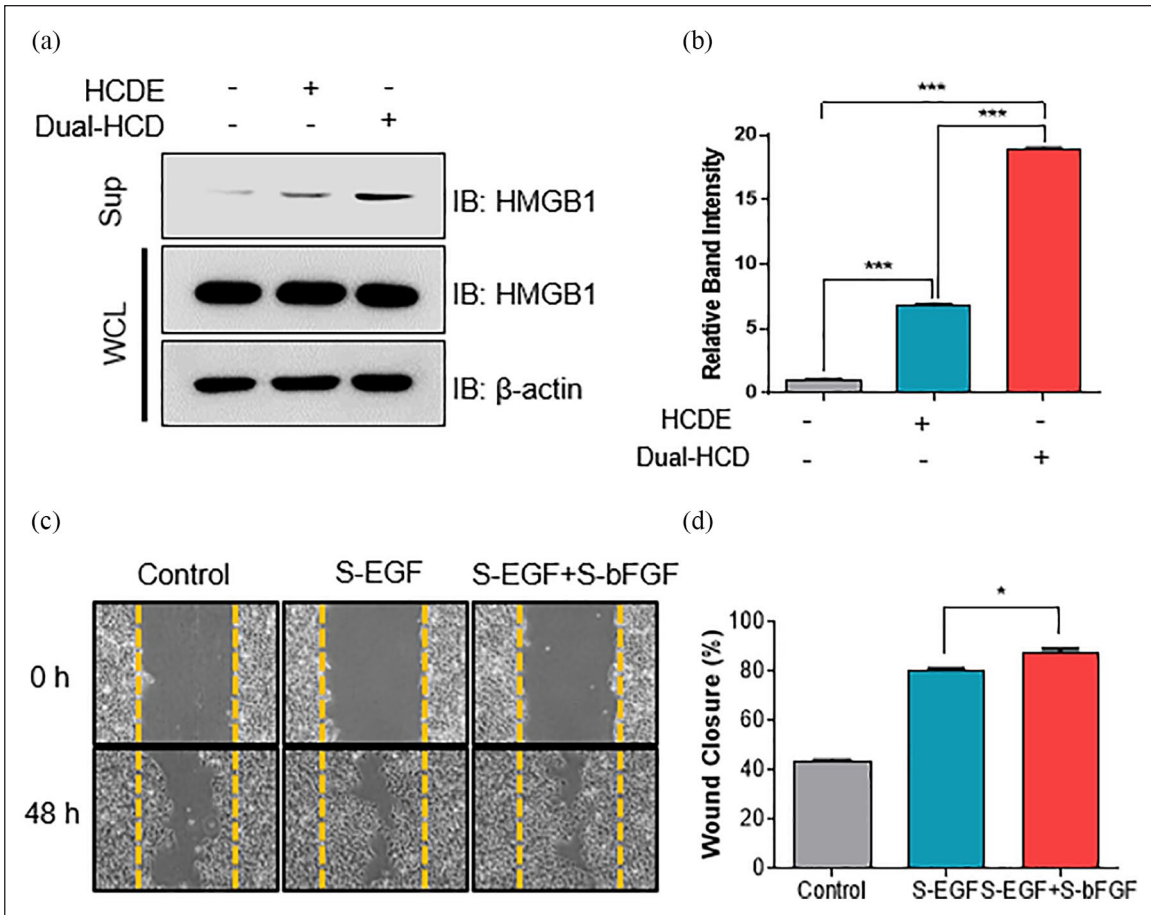 (a)
HCDE - + -
Dual-HCD - - +
Sup
IB: HMGB1
WCL
IB: HMGB1
IB: β-actin
(b)
Relative Band Intensity
20
15
10
5
0
***
***
***
HCDE - + -
Dual-HCD - - +
(c)
Control S-EGF S-EGF+S-bFGF
0 h
48 h
(d)
Wound Closure (%)
100
80
60
40
20
0
*
Control S-EGF S-EGF+S-bFGF